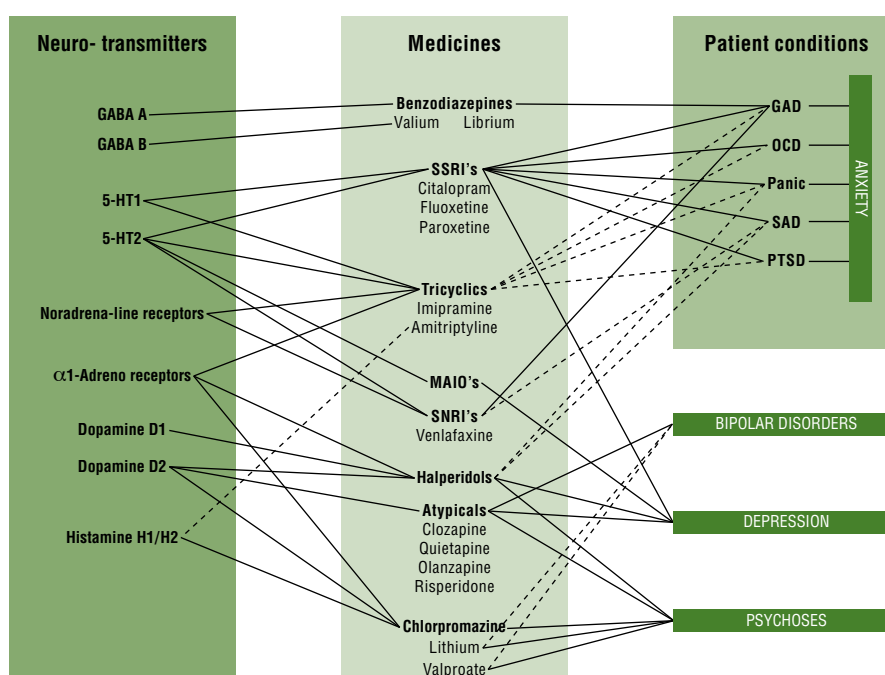 Neuro- transmitters
Medicines
Patient conditions
GABA A
GABA B
5-HT1
5-HT2
Noradrena-line receptors
α1-Adreno receptors
Dopamine D1
Dopamine D2
Histamine H1/H2
Benzodiazepines
Valium Librium
SSRI's
Citalopram
Fluoxetine
Paroxetine
Tricyclics
Imipramine
Amitriptyline
MAIO's
SNRI's
Venlafaxine
Halperidols
Atypicals
Clozapine
Quietapine
Olanzapine
Risperidone
Chlorpromazine
Lithium
Valproate
GAD
OCD
Panic
SAD
PTSD
ANXIETY
BIPOLAR DISORDERS
DEPRESSION
PSYCHOSES